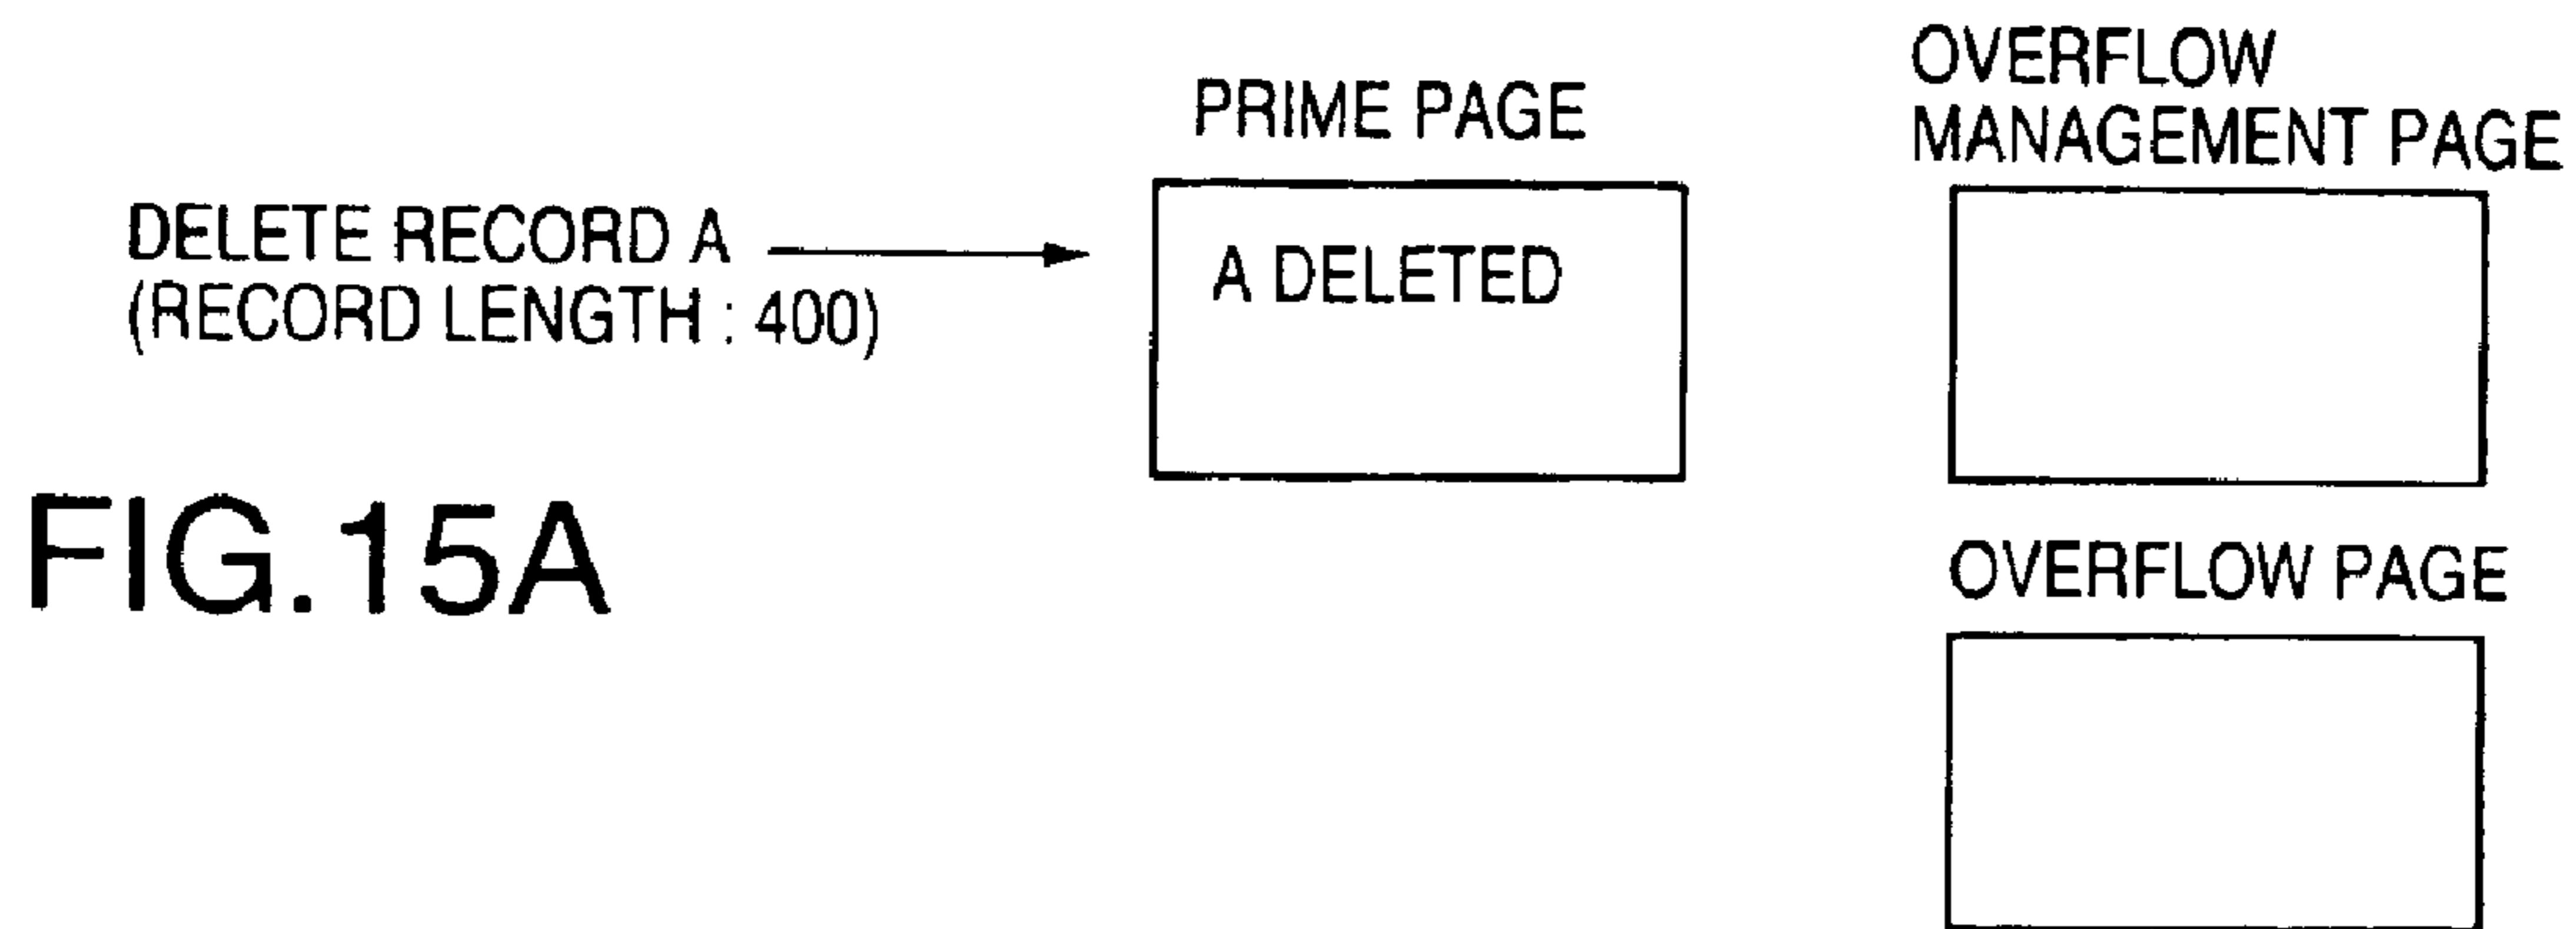 DELETE RECORD A
(RECORD LENGTH : 400)
PRIME PAGE
A DELETED
OVERFLOW
MANAGEMENT PAGE
OVERFLOW PAGE
FIG.15A